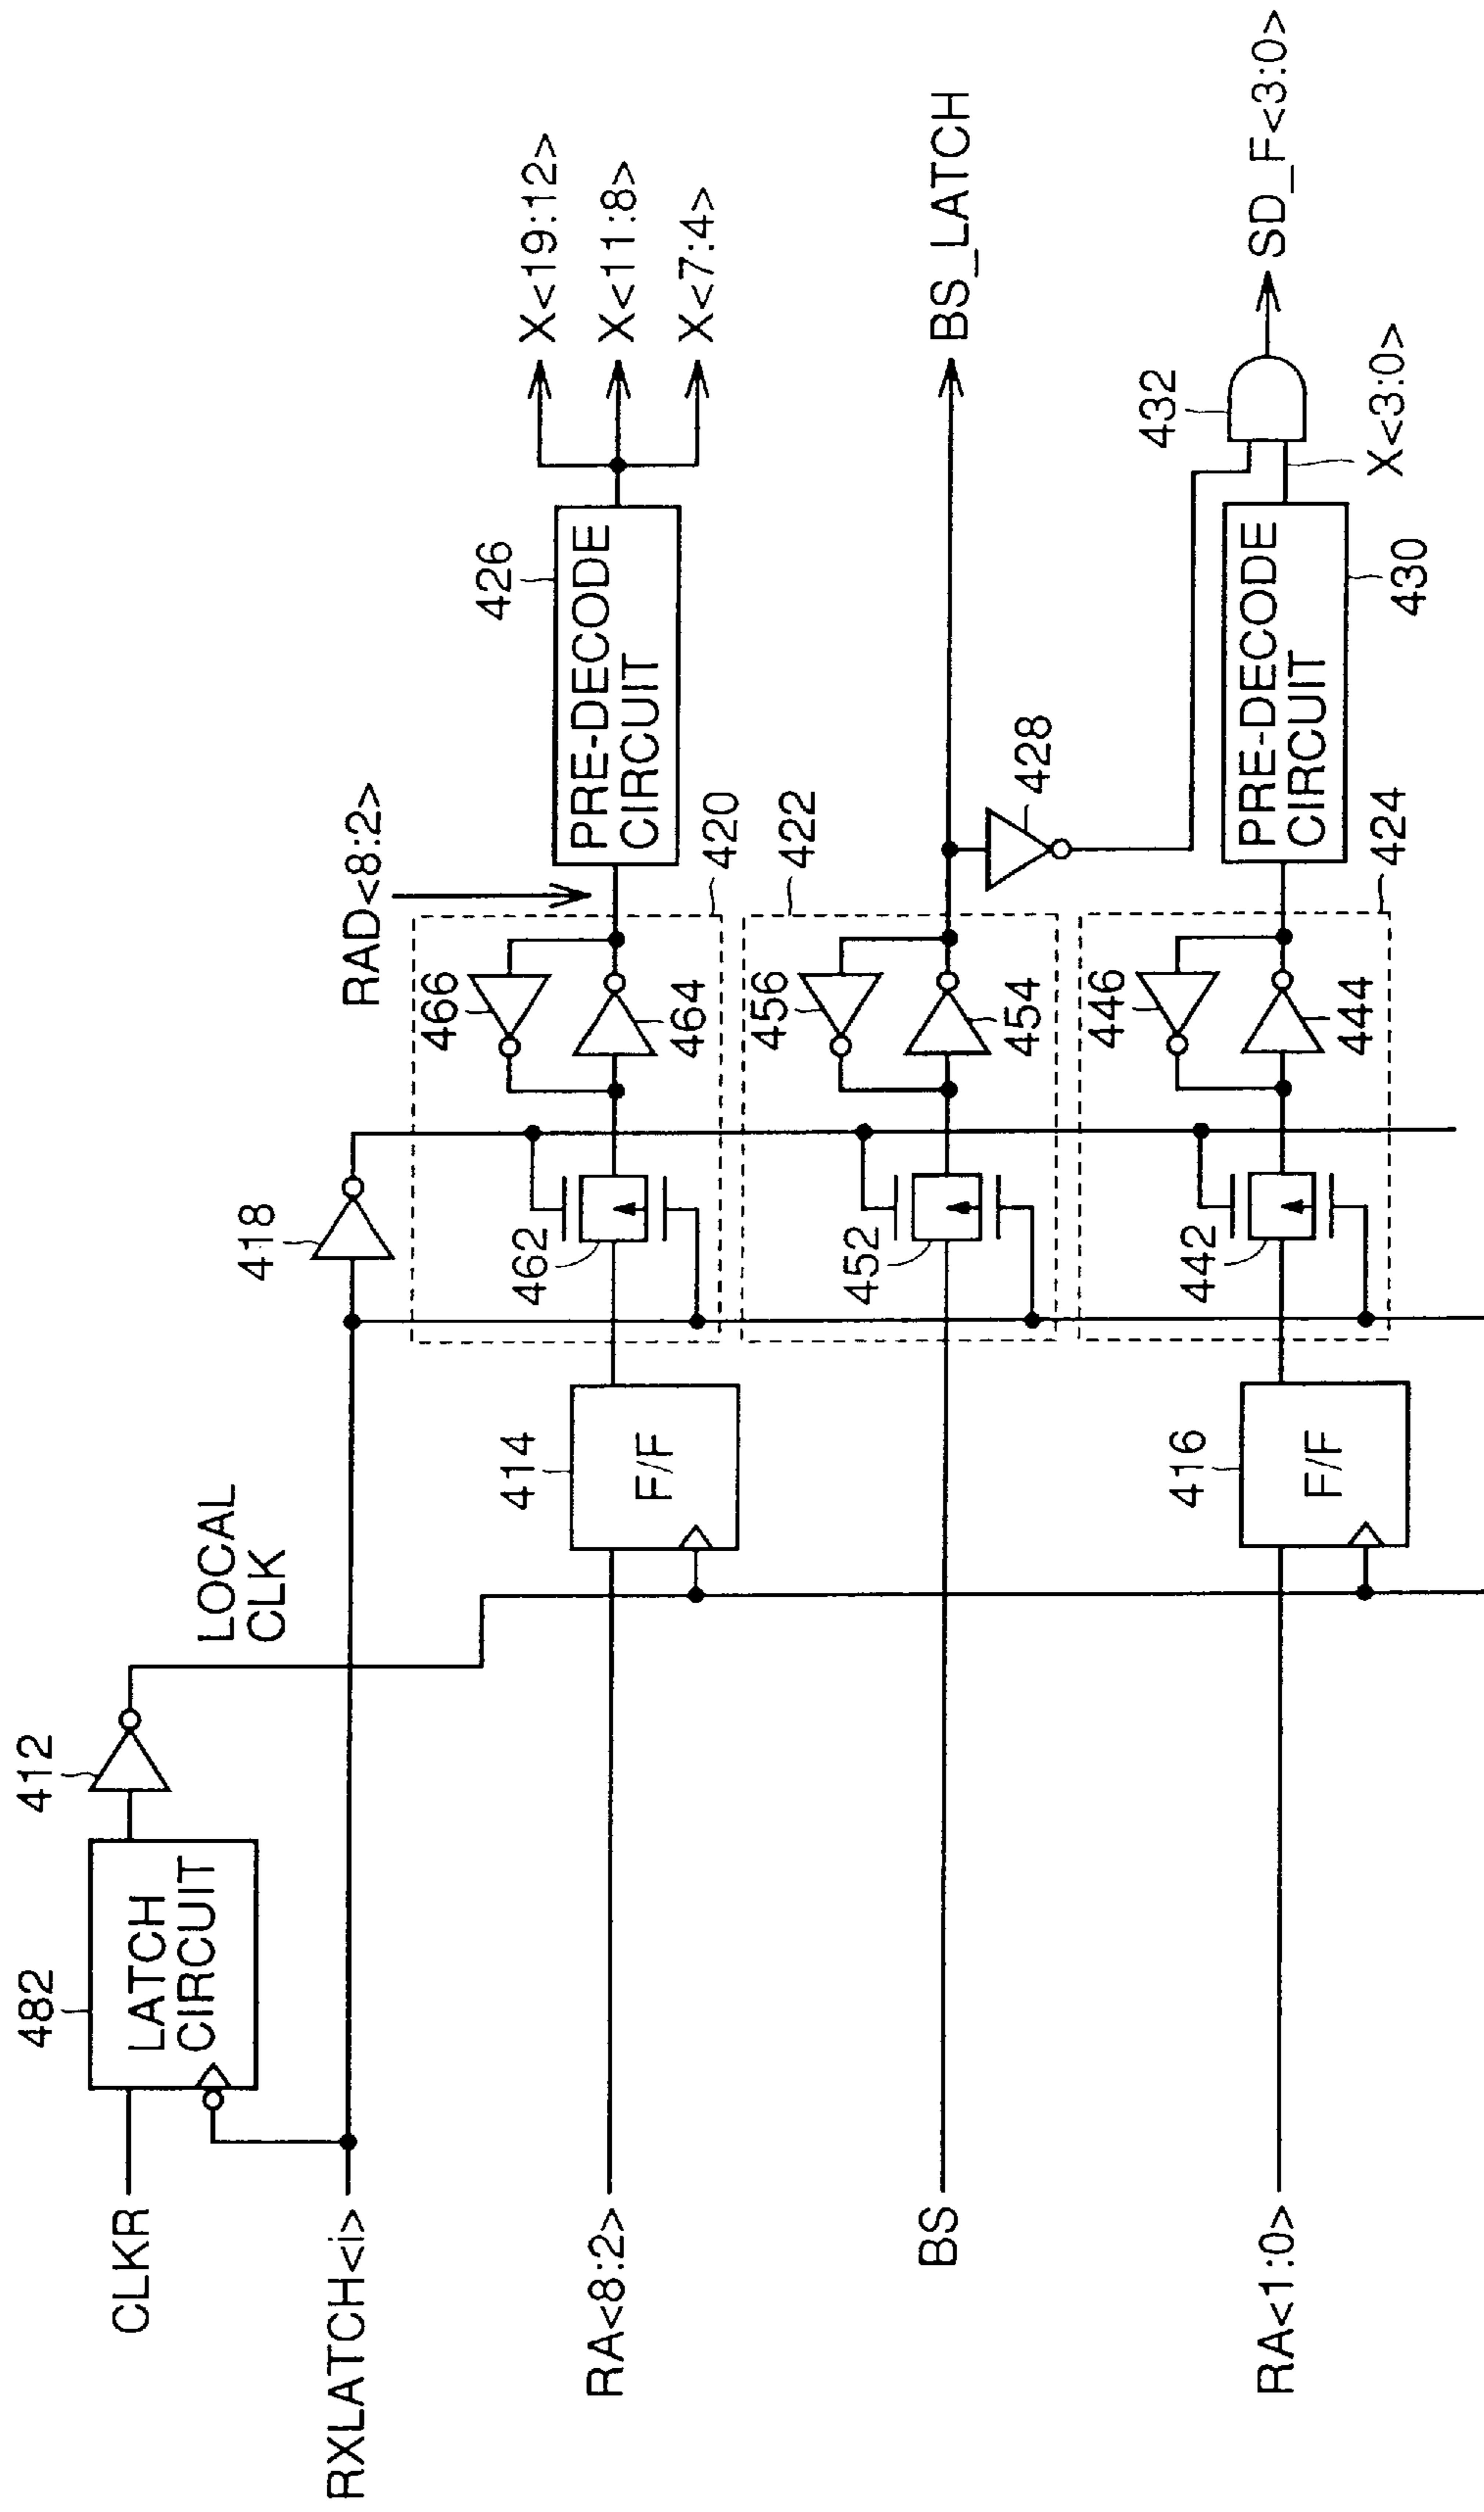 CLKR
482
LATCH
CIRCUIT
412
LOCAL
CLK
RXLATCH<i>
418
RAD<8:2>
RA<8:2>
414
F/F
462
466
464
420
426
PRE-DECODE
CIRCUIT
X<19:12>
X<11:8>
X<7:4>
BS
452
456
454
422
428
BS_LATCH
RA<1:0>
416
F/F
442
446
444
424
430
PRE-DECODE
CIRCUIT
432
X<3:0>
SD_F<3:0>